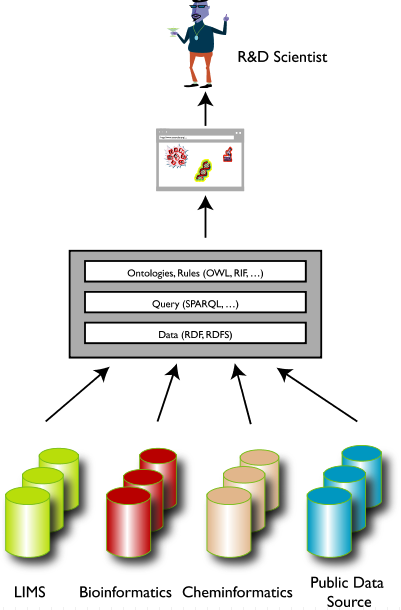 R&D Scientist
Ontologies, Rules (OWL, RIF, ...)
Query (SPARQL, ...)
Data (RDF, RDFS)
LIMS
Bioinformatics
Cheminformatics
Public Data
Source